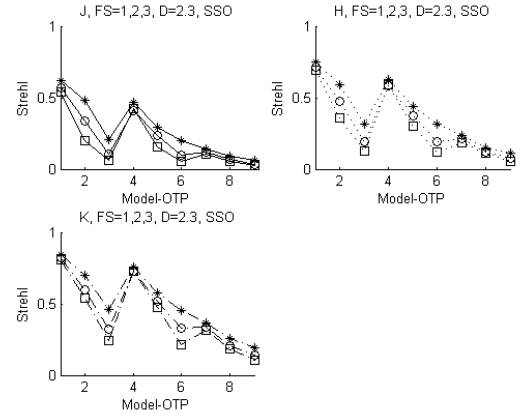 J, FS=1,2,3, D=2.3, SSO
1
0.5
0
Strehl
2 4 6 8
Model-OTP
H, FS=1,2,3, D=2.3, SSO
1
0.5
0
Strehl
2 4 6 8
Model-OTP
K, FS=1,2,3, D=2.3, SSO
1
0.5
0
Strehl
2 4 6 8
Model-OTP